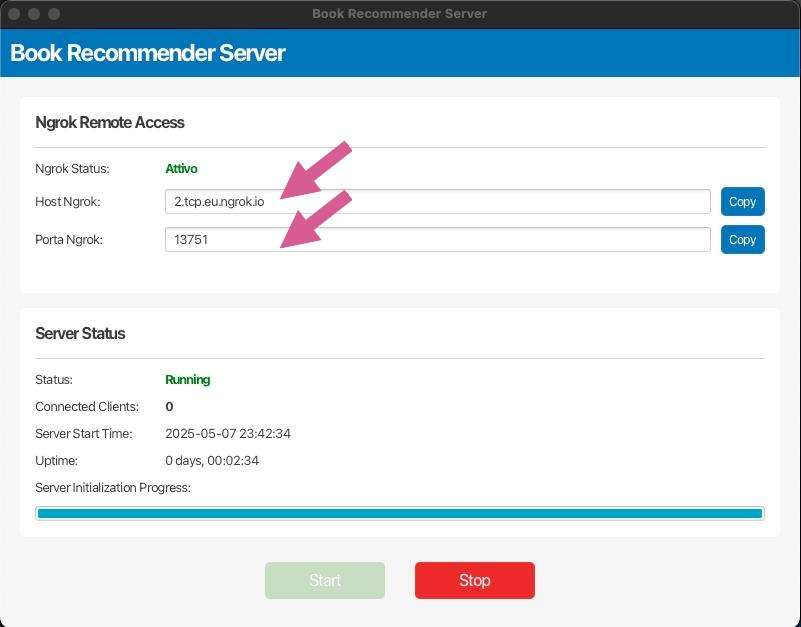 Book Recommender Server
Book Recommender Server
Ngrok Remote Access
Ngrok Status: Attivo
Host Ngrok: 2.tcp.eu.ngrok.io Copy
Porta Ngrok: 13751 Copy
Server Status
Status: Running
Connected Clients: 0
Server Start Time: 2025-05-07 23:42:34
Uptime: 0 days, 00:02:34
Server Initialization Progress:
Start Stop